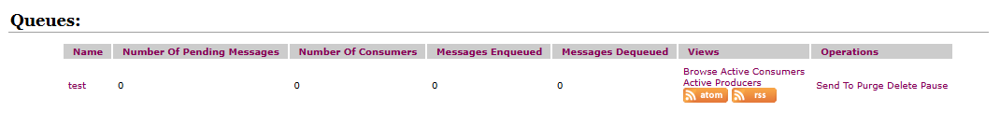 Queues:
Name Number Of Pending Messages Number Of Consumers Messages Enqueued Messages Dequeued Views Operations
test 0 0 0 0 Browse Active Consumers
Active Producers
atom rss
Send To Purge Delete Pause